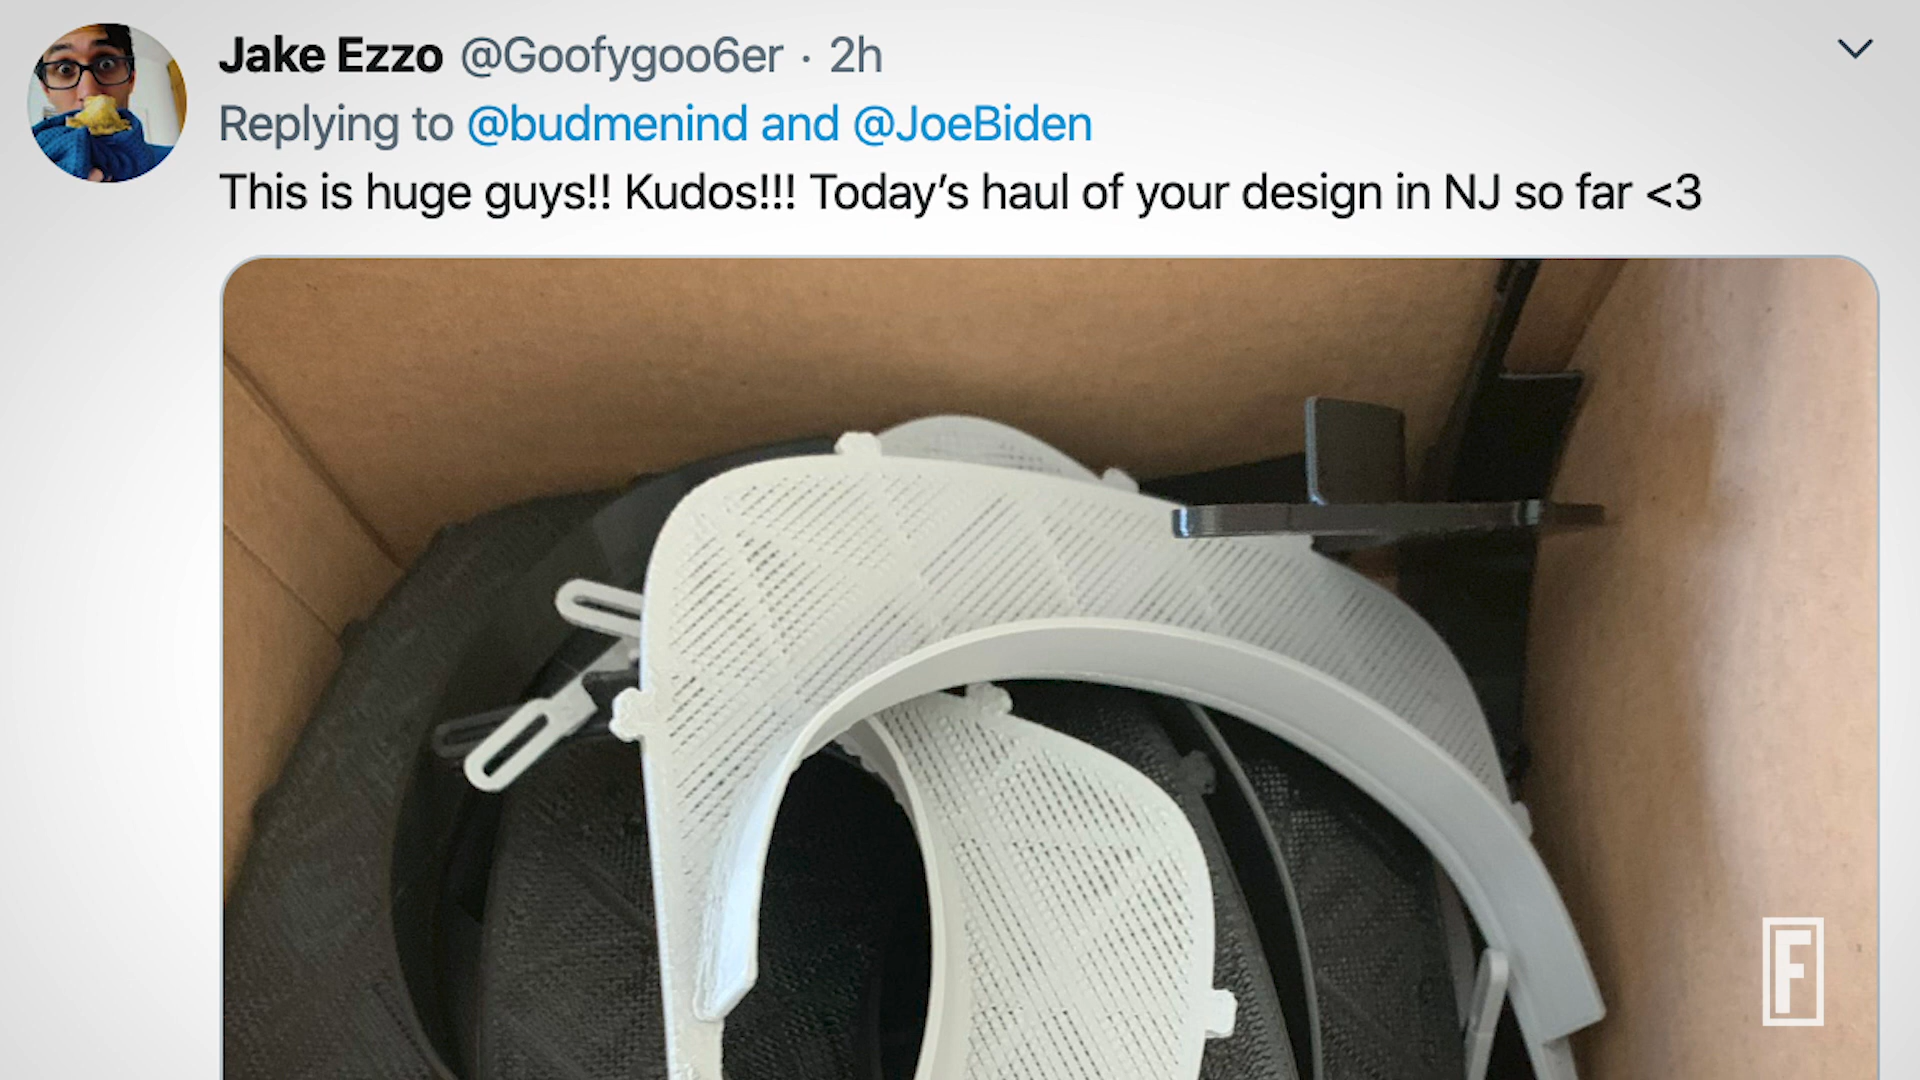 Jake Ezzo @Goofygoo6er · 2h
Replying to @budmenind and @JoeBiden
This is huge guys!! Kudos!!! Today's haul of your design in NJ so far <3
F